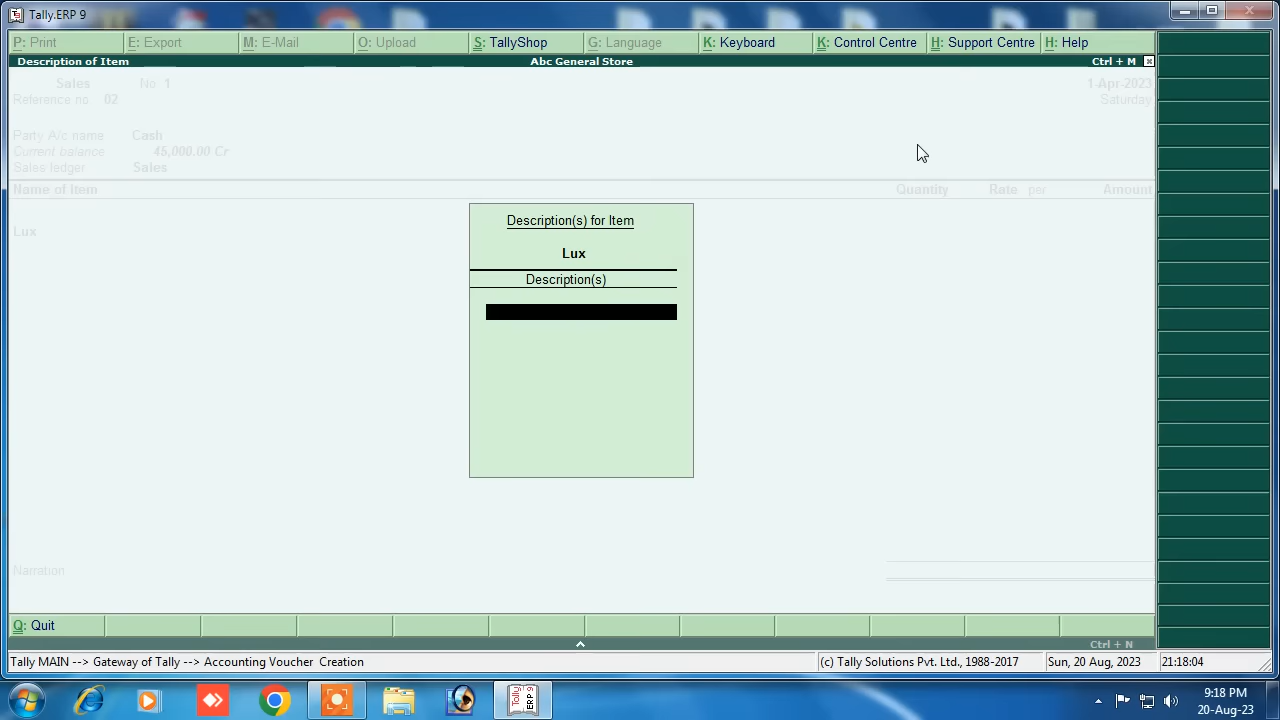 Tally.ERP 9
P: Print E: Export M: E-Mail O: Upload S: TallyShop G: Language K: Keyboard K: Control Centre H: Support Centre H: Help
Description of Item Abc General Store Ctrl + M
Sales No. 1 1-Apr-2023
Reference no. 02 Saturday
Party A/c name Cash
Current balance 45,000.00 Cr
Sales ledger Sales
Name of Item Quantity Rate per Amount
Description(s) for Item
Lux
Lux
Description(s)
Narration
Q: Quit
Ctrl + N
Tally MAIN --> Gateway of Tally --> Accounting Voucher Creation (c) Tally Solutions Pvt. Ltd., 1988-2017 Sun, 20 Aug, 2023 21:18:04
Tally ERP 9
9:18 PM
20-Aug-23